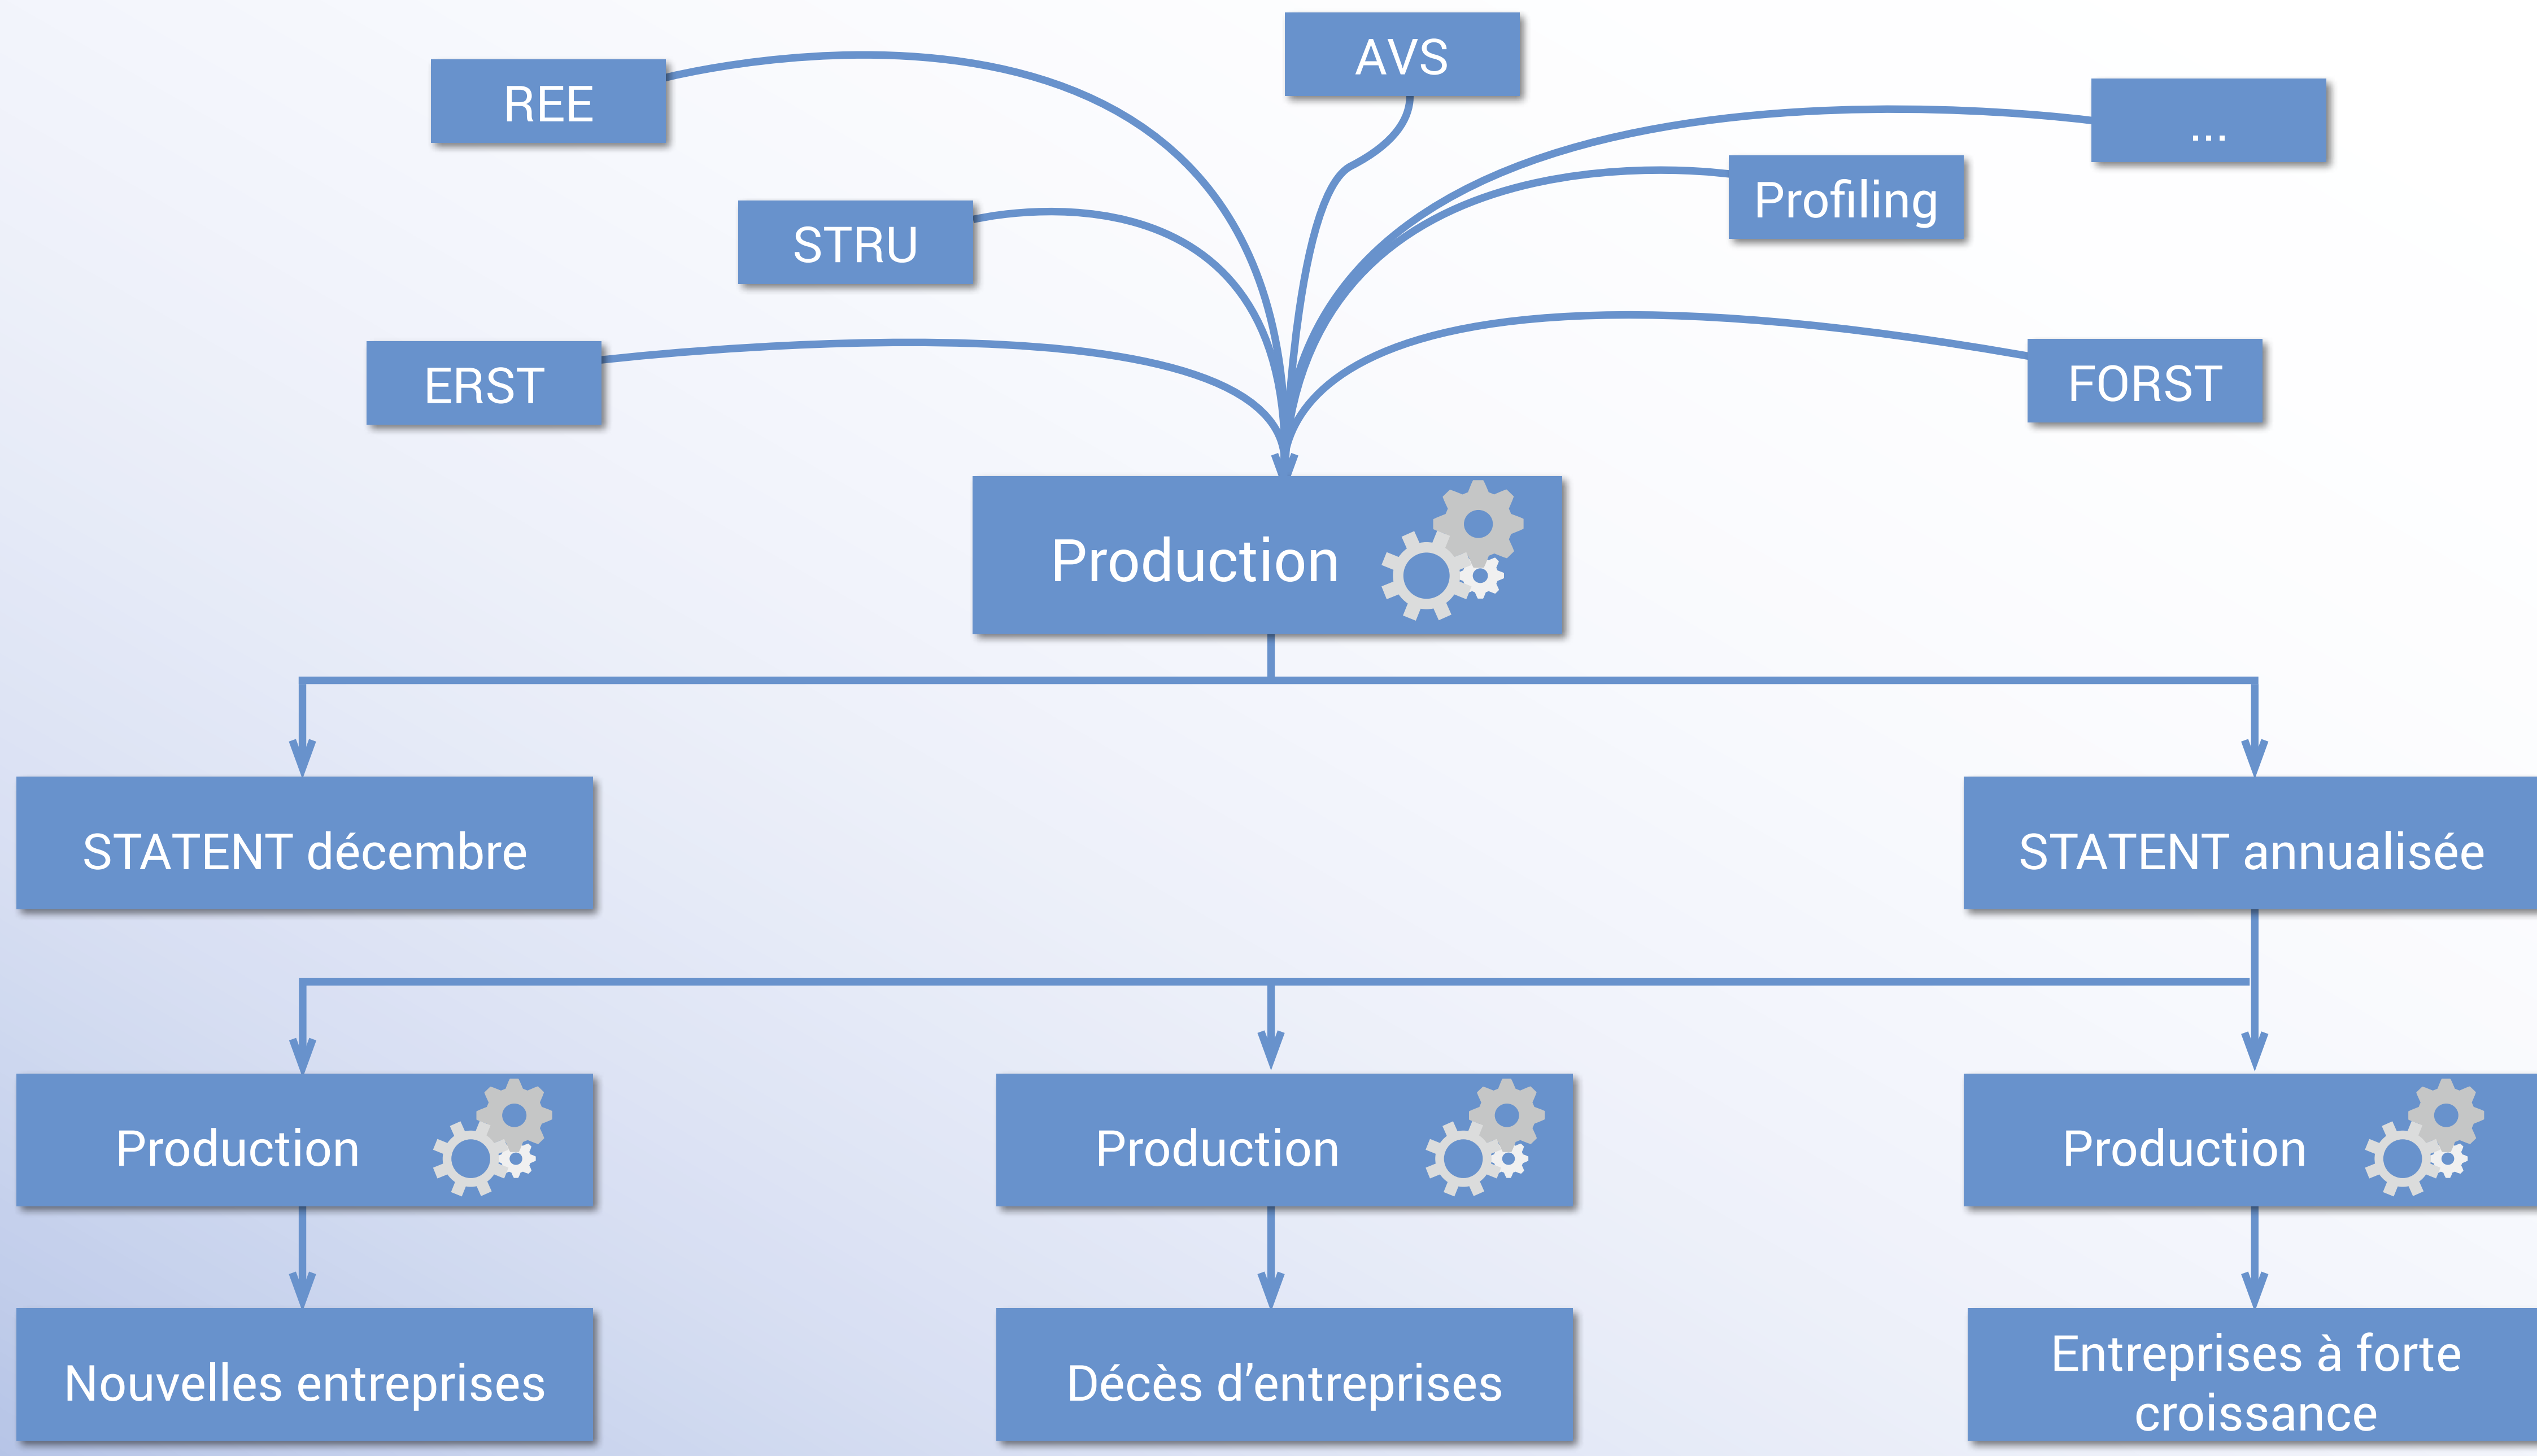 AVS
REE
...
Profiling
STRU
ERST
FORST
Production
STATENT décembre
STATENT annualisée
Production
Production
Production
Nouvelles entreprises
Décès d’entreprises
Entreprises à forte
croissance